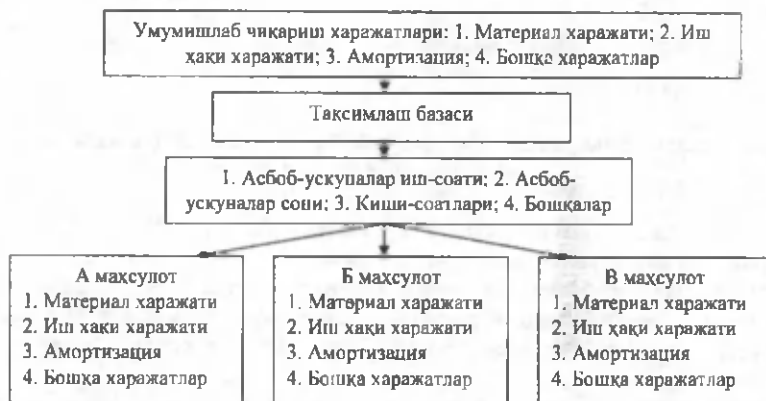 Умумишлаб чиқариш харажатлари: 1. Материал харажати; 2. Иш
ҳақи харажати; 3. Амортизация; 4. Бошқа харажатлар
Тақсимлаш базаси
1. Асбоб-ускуналар иш-соати; 2. Асбоб-
ускуналар сони; 3. Киши-соатлари; 4. Бошқалар
А маҳсулот
1. Материал харажати
2. Иш хақи харажати
3. Амортизация
4. Бошқа харажатлар
Б маҳсулот
1. Материал харажати
2. Иш хақи харажати
3. Амортизация
4. Бошқа харажатлар
В маҳсулот
1. Материал харажати
2. Иш ҳақи харажати
3. Амортизация
4. Бошқа харажатлар